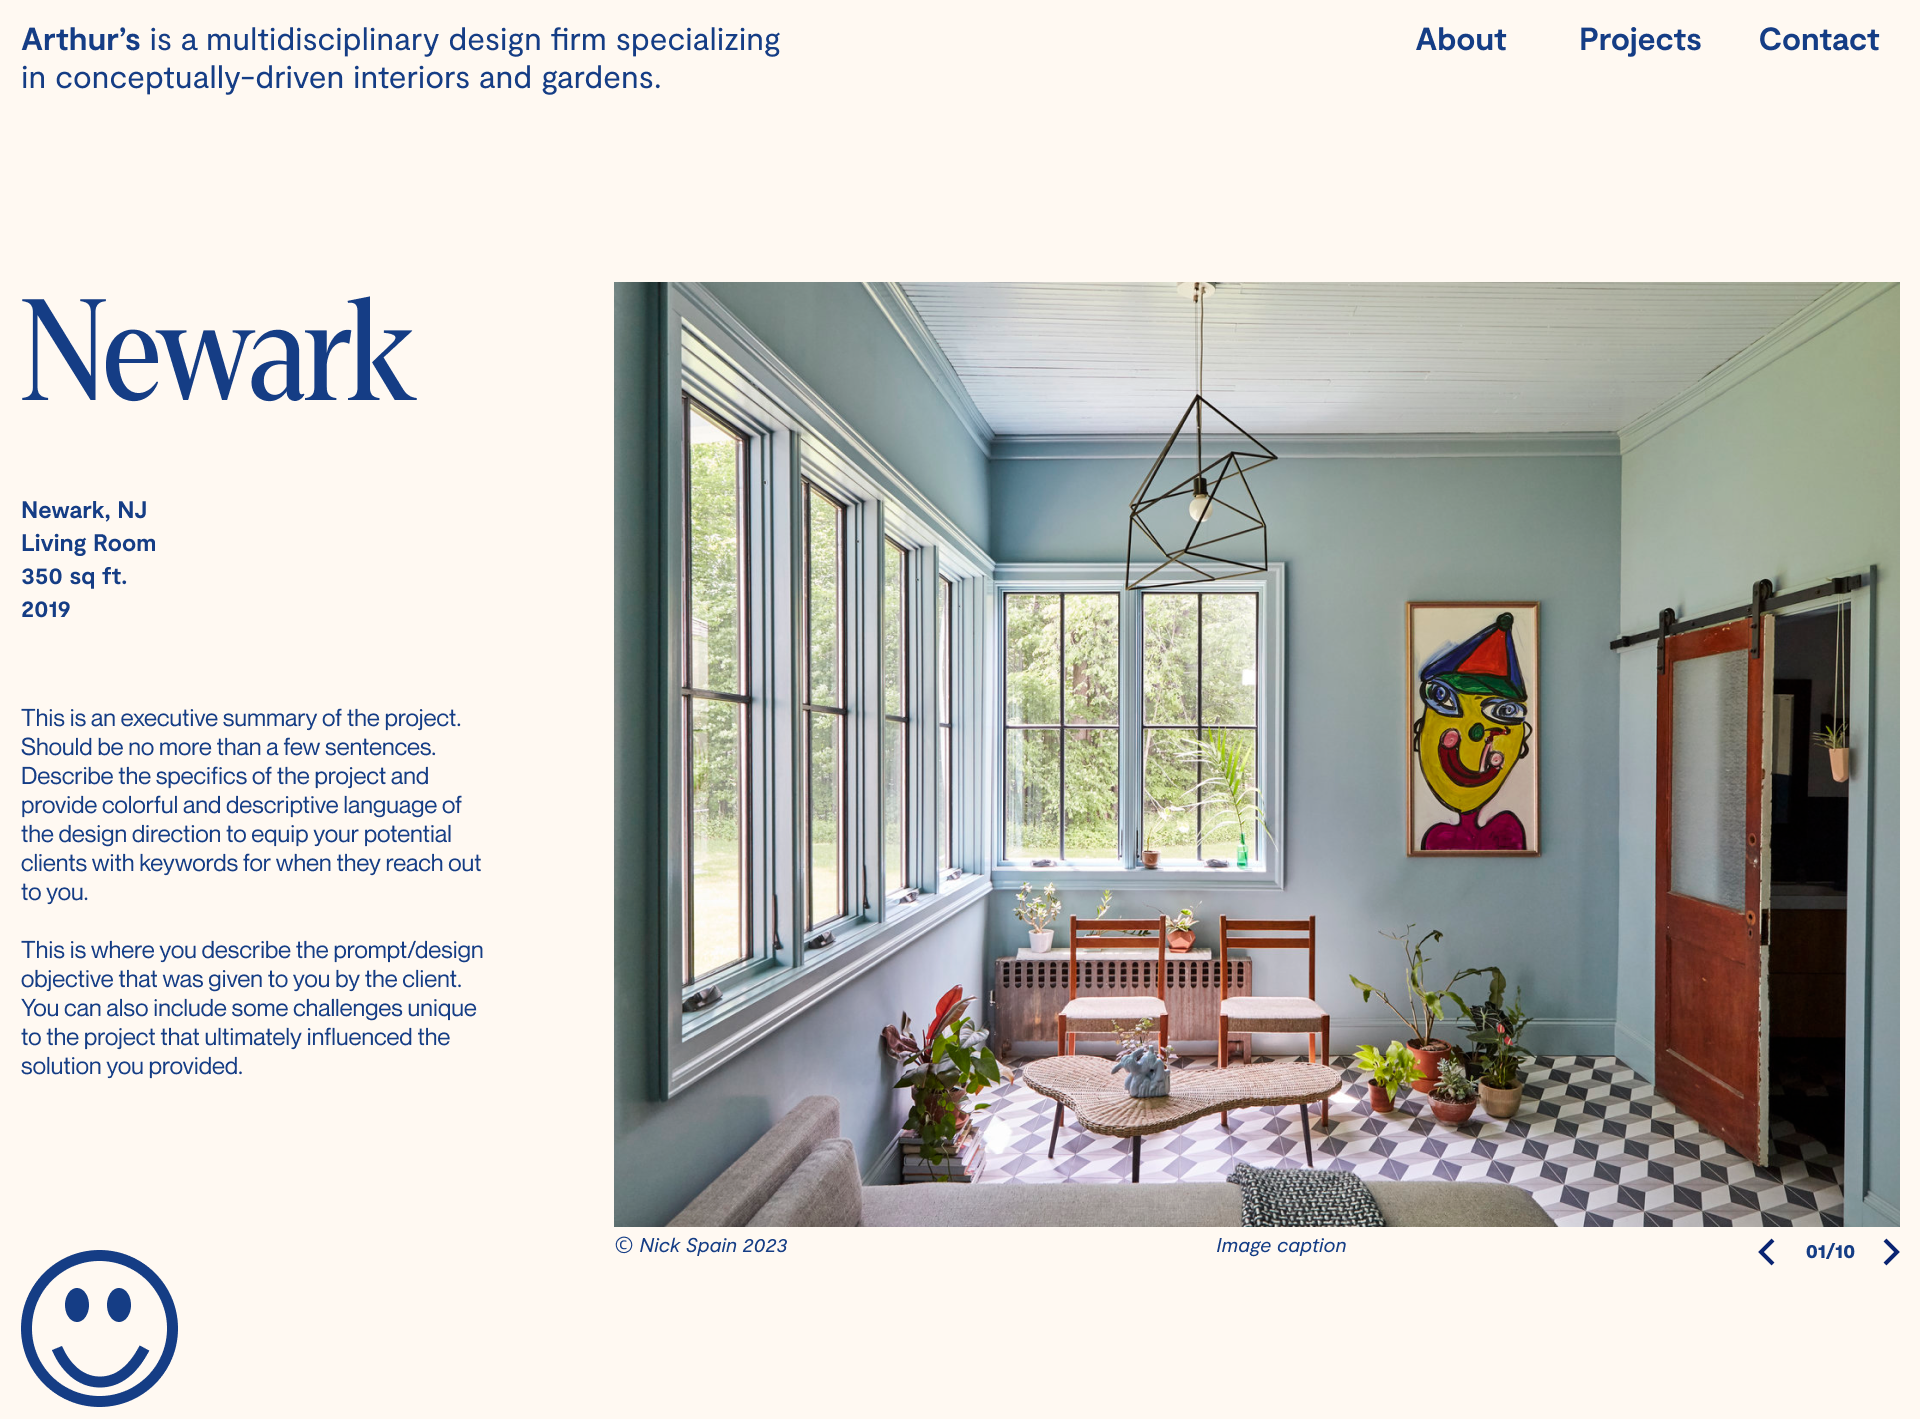 Arthur’s is a multidisciplinary design firm specializing
in conceptually-driven interiors and gardens.
About Projects Contact
Newark
Newark, NJ
Living Room
350 sq ft.
2019
This is an executive summary of the project.
Should be no more than a few sentences.
Describe the specifics of the project and
provide colorful and descriptive language of
the design direction to equip your potential
clients with keywords for when they reach out
to you.
This is where you describe the prompt/design
objective that was given to you by the client.
You can also include some challenges unique
to the project that ultimately influenced the
solution you provided.
© Nick Spain 2023
Image caption
01/10